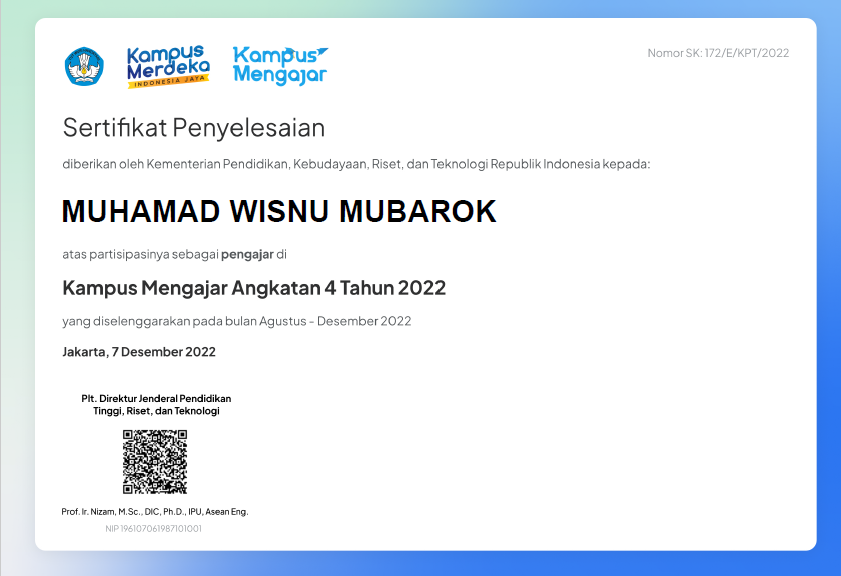 Kampus
Merdeka
INDONESIA JAYA
Kampus
Mengajar
Nomor SK: 172/E/KPT/2022
Sertifikat Penyelesaian
diberikan oleh Kementerian Pendidikan, Kebudayaan, Riset, dan Teknologi Republik Indonesia kepada:
MUHAMAD WISNU MUBAROK
atas partisipasinya sebagai pengajar di
Kampus Mengajar Angkatan 4 Tahun 2022
yang diselenggarakan pada bulan Agustus - Desember 2022
Jakarta, 7 Desember 2022
Plt. Direktur Jenderal Pendidikan
Tinggi, Riset, dan Teknologi
Prof. Ir. Nizam, M.Sc., DIC, Ph.D., IPU, Asean Eng.
NIP 196107061987101001